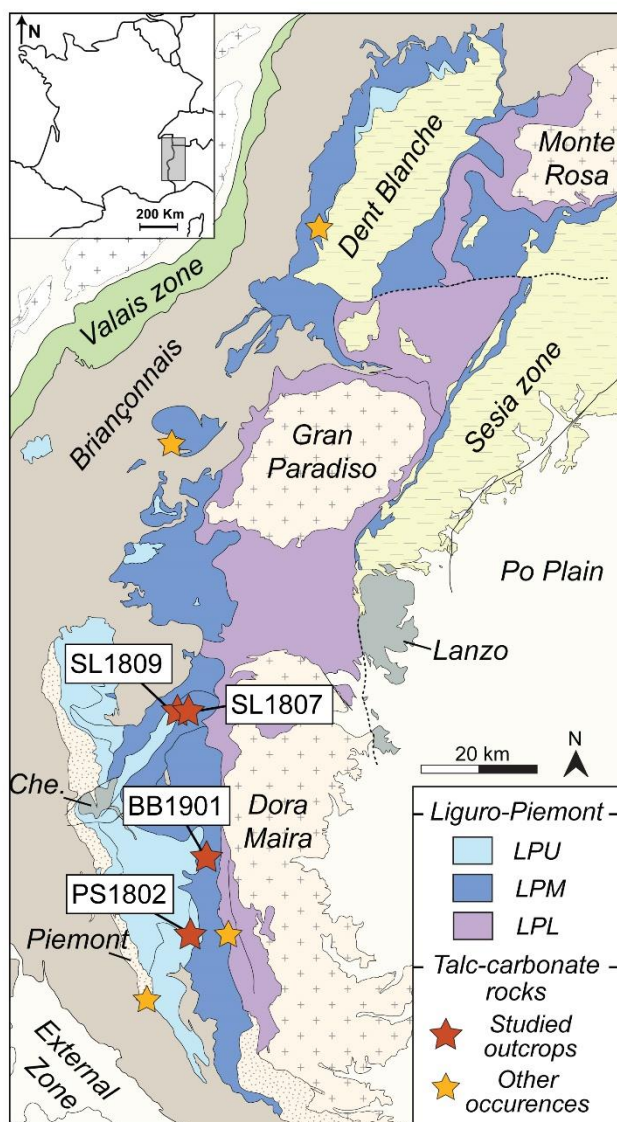 N
200 Km
Monte
Rosa
Dent Blanche
Valais zone
Briançonnais
Sesia zone
Gran
Paradiso
Po Plain
SL1809
SL1807
Lanzo
20 km
N
Che.
BB1901
Dora
Maira
PS1802
Piemont
External
Zone
Liguro-Piemont
LPU
LPM
LPL
Talc-carbonate
rocks
Studied
outcrops
Other
occurences